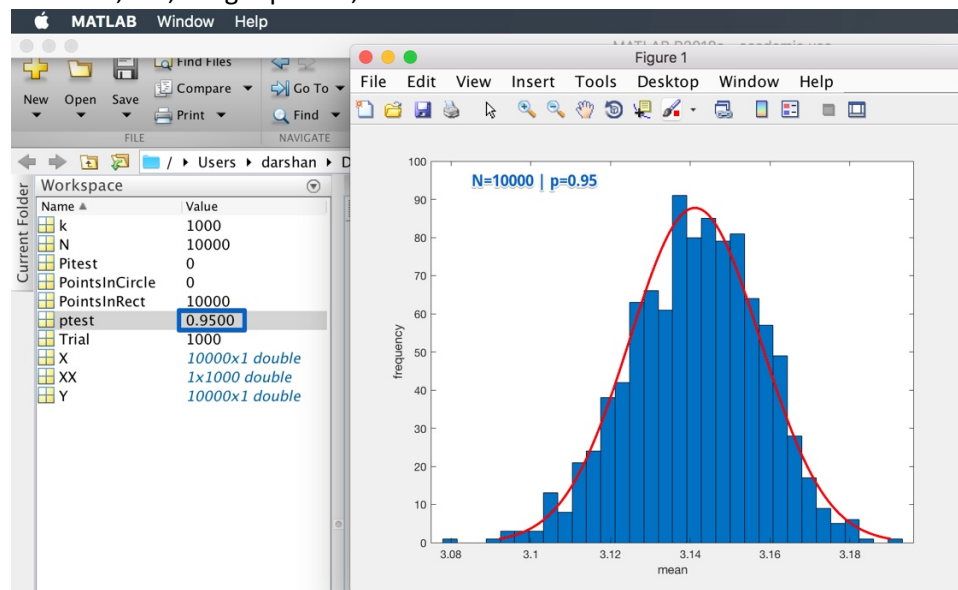 MATLAB Window Help
Find Files
Compare
Go To
New Open Save
Print
Find
FILE
NAVIGATE
/ Users darshan
Current Folder
Workspace
Name Value
k 1000
N 10000
Pitest 0
PointsInCircle 0
PointsInRect 10000
ptest 0.9500
Trial 1000
X 10000x1 double
XX 1x1000 double
Y 10000x1 double
Figure 1
File Edit View Insert Tools Desktop Window Help
N=10000 | p=0.95
100
90
80
70
60
50
40
30
20
10
0
frequency
3.08 3.1 3.12 3.14 3.16 3.18
mean